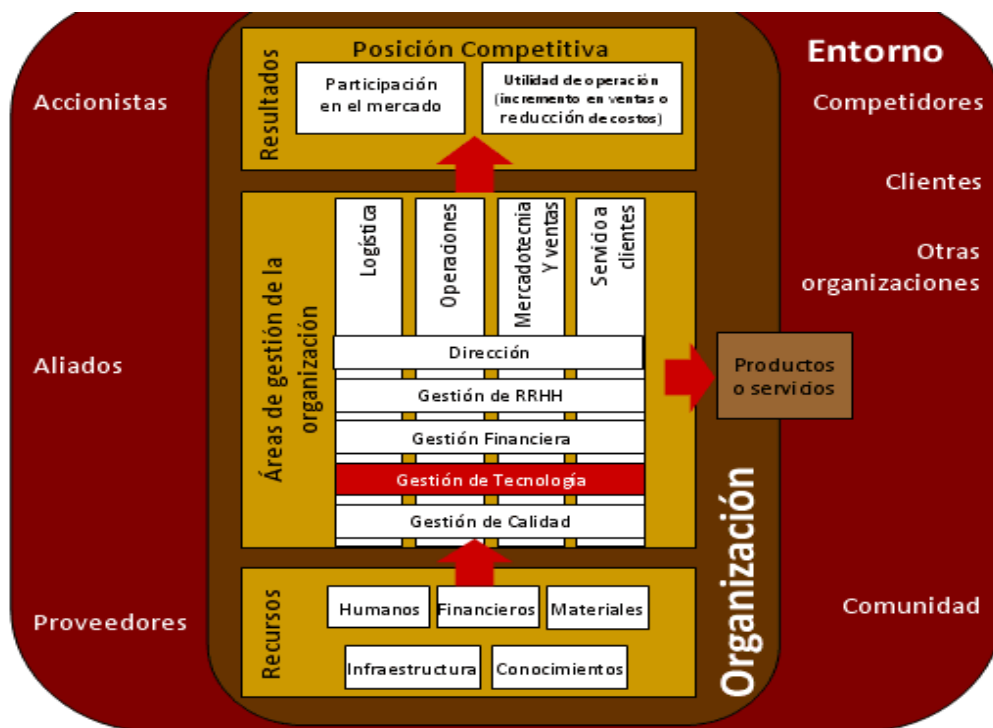 Entorno
Accionistas
Aliados
Proveedores
Resultados
Posición Competitiva
Participación
en el mercado
Utilidad de operación
(incremento en ventas o
reducción de costos)
Áreas de gestión de la
organización
Logística
Operaciones
Mercadotecnia
Y ventas
Servicio a
clientes
Dirección
Gestión de RRHH
Gestión Financiera
Gestión de Tecnología
Gestión de Calidad
Recursos
Humanos
Financieros
Materiales
Infraestructura
Conocimientos
Organización
Productos
o servicios
Competidores
Clientes
Otras
organizaciones
Comunidad